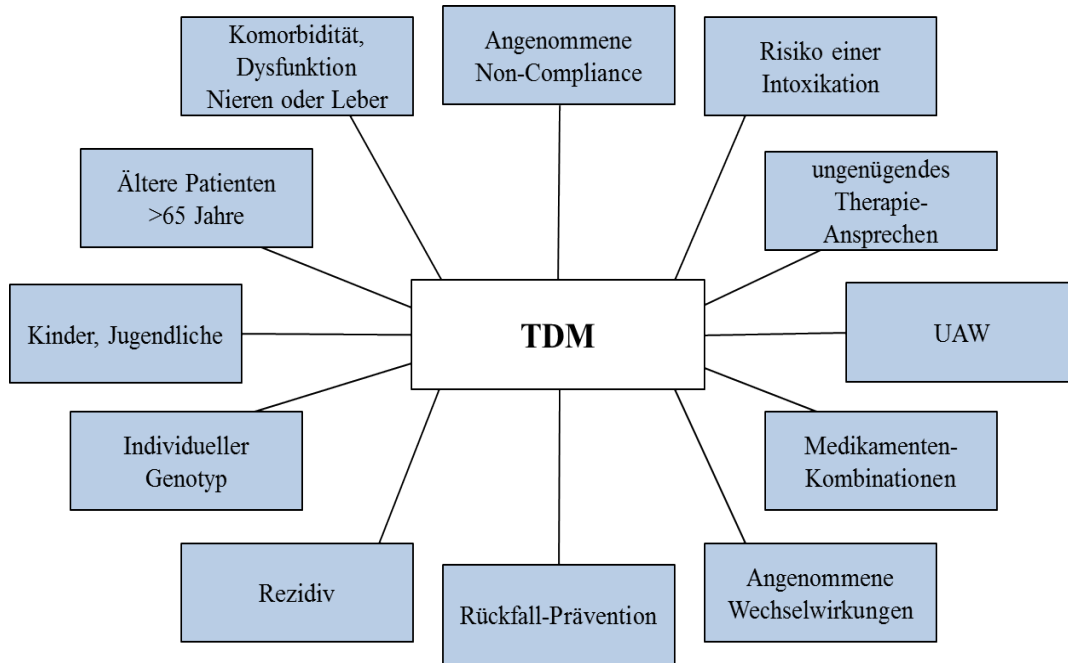 Komorbidität,
Dysfunktion
Nieren oder Leber
Angenommene
Non-Compliance
Risiko einer
Intoxikation
Ältere Patienten
>65 Jahre
ungenügendes
Therapie-
Ansprechen
Kinder, Jugendliche
TDM
UAW
Individueller
Genotyp
Medikamenten-
Kombinationen
Rezidiv
Rückfall-Prävention
Angenommene
Wechselwirkungen